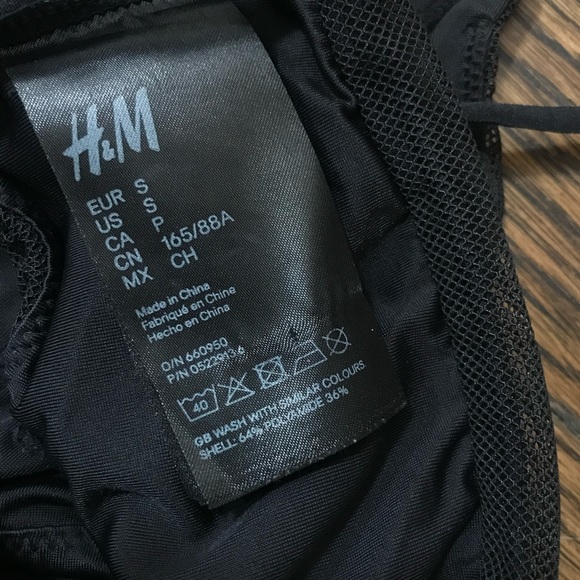 H&M
EUR S
US S
CA P
CN 165/88A
MX CH
Made in China
Fabriqué en Chine
Hecho en China
O/N 660950
P/N 0522913-6
40
GB WASH WITH SIMILAR COLOURS
SHELL: 64% POLYAMIDE 36%